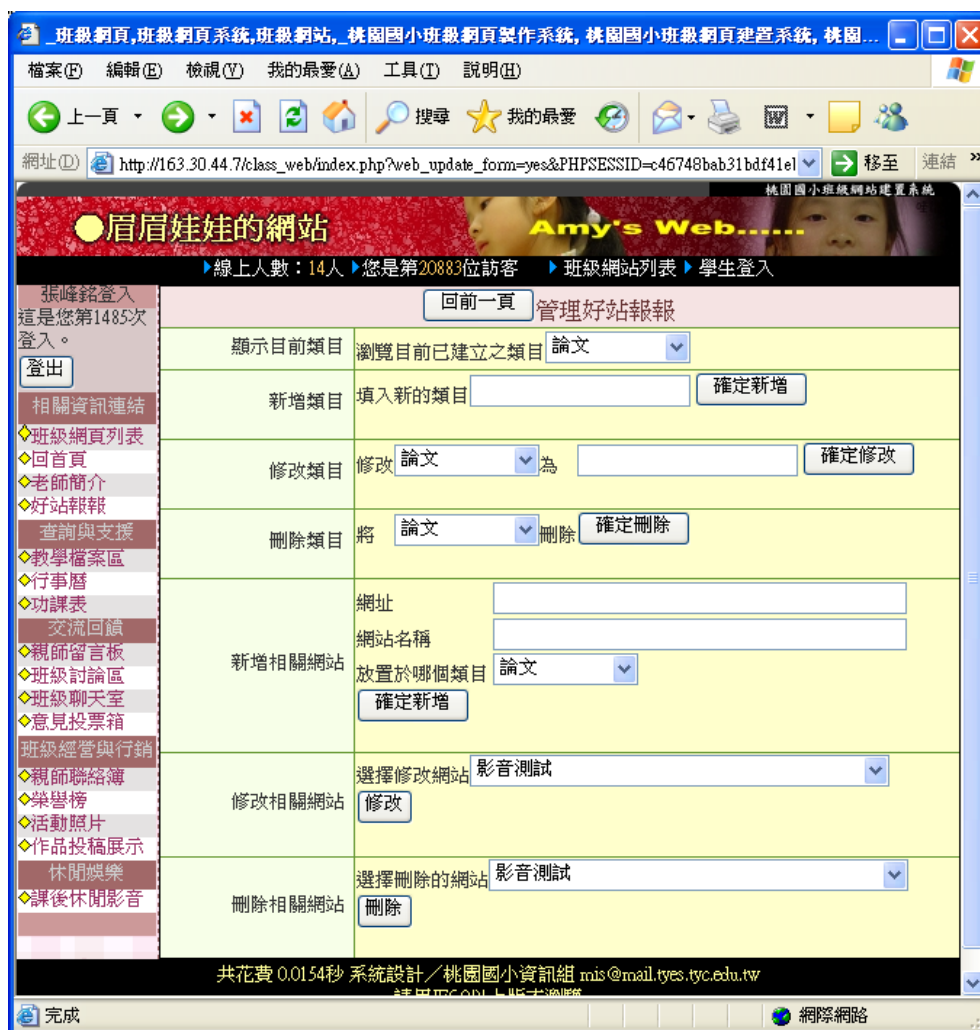 _班級網頁,班級網頁系統,班級網站,_桃園國小班級網頁製作系統, 桃園國小班級網頁建置系統, 桃園...
檔案(F) 編輯(E) 檢視(V) 我的最愛(A) 工具(T) 說明(H)
上一頁 搜尋 我的最愛
網址(D) http://163.30.44.7/class_web/index.php?web_update_form=yes&PHPSESSID=c46748bab31bdf41e 移至 連結 »
桃園國小班級網站建置系統
●眉眉娃娃的網站 Amy's Web......
線上人數：14人 您是第20883位訪客 班級網站列表 學生登入
張峰銘登入
這是您第1485次
登入。
登出
相關資訊連結
班級網頁列表
回首頁
老師簡介
好站報報
查詢與支援
教學檔案區
行事曆
功課表
交流回饋
親師留言板
班級討論區
班級聊天室
意見投票箱
班級經營與行銷
親師聯絡簿
榮譽榜
活動照片
作品投稿展示
休閒娛樂
課後休閒影音
回前一頁 管理好站報報
顯示目前類目 瀏覽目前已建立之類目 論文
新增類目 填入新的類目 確定新增
修改類目 修改 論文 為 確定修改
刪除類目 將 論文 刪除 確定刪除
新增相關網站
網址
網站名稱
放置於哪個類目 論文
確定新增
修改相關網站
選擇修改網站 影音測試
修改
刪除相關網站
選擇刪除的網站 影音測試
刪除
共花費 0.0154秒 系統設計／桃園國小資訊組 mis@mail.tyes.tyc.edu.tw
完成 網際網路